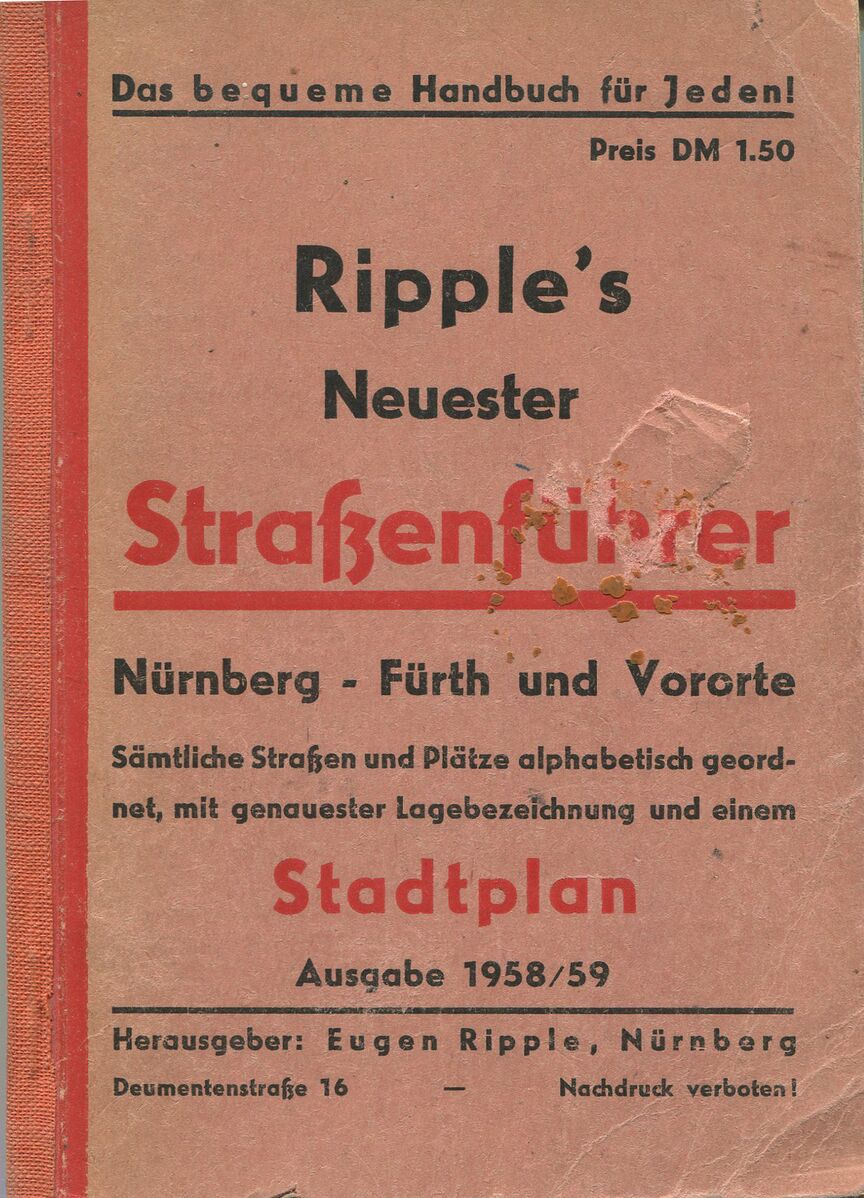 Das bequeme Handbuch für Jeden!
Preis DM 1.50
Ripple's
Neuester
Straßenführer
Nürnberg - Fürth und Vororte
Sämtliche Straßen und Plätze alphabetisch geord-
net, mit genauester Lagebezeichnung und einem
Stadtplan
Ausgabe 1958/59
Herausgeber: Eugen Ripple, Nürnberg
Deumentenstraße 16 — Nachdruck verboten!